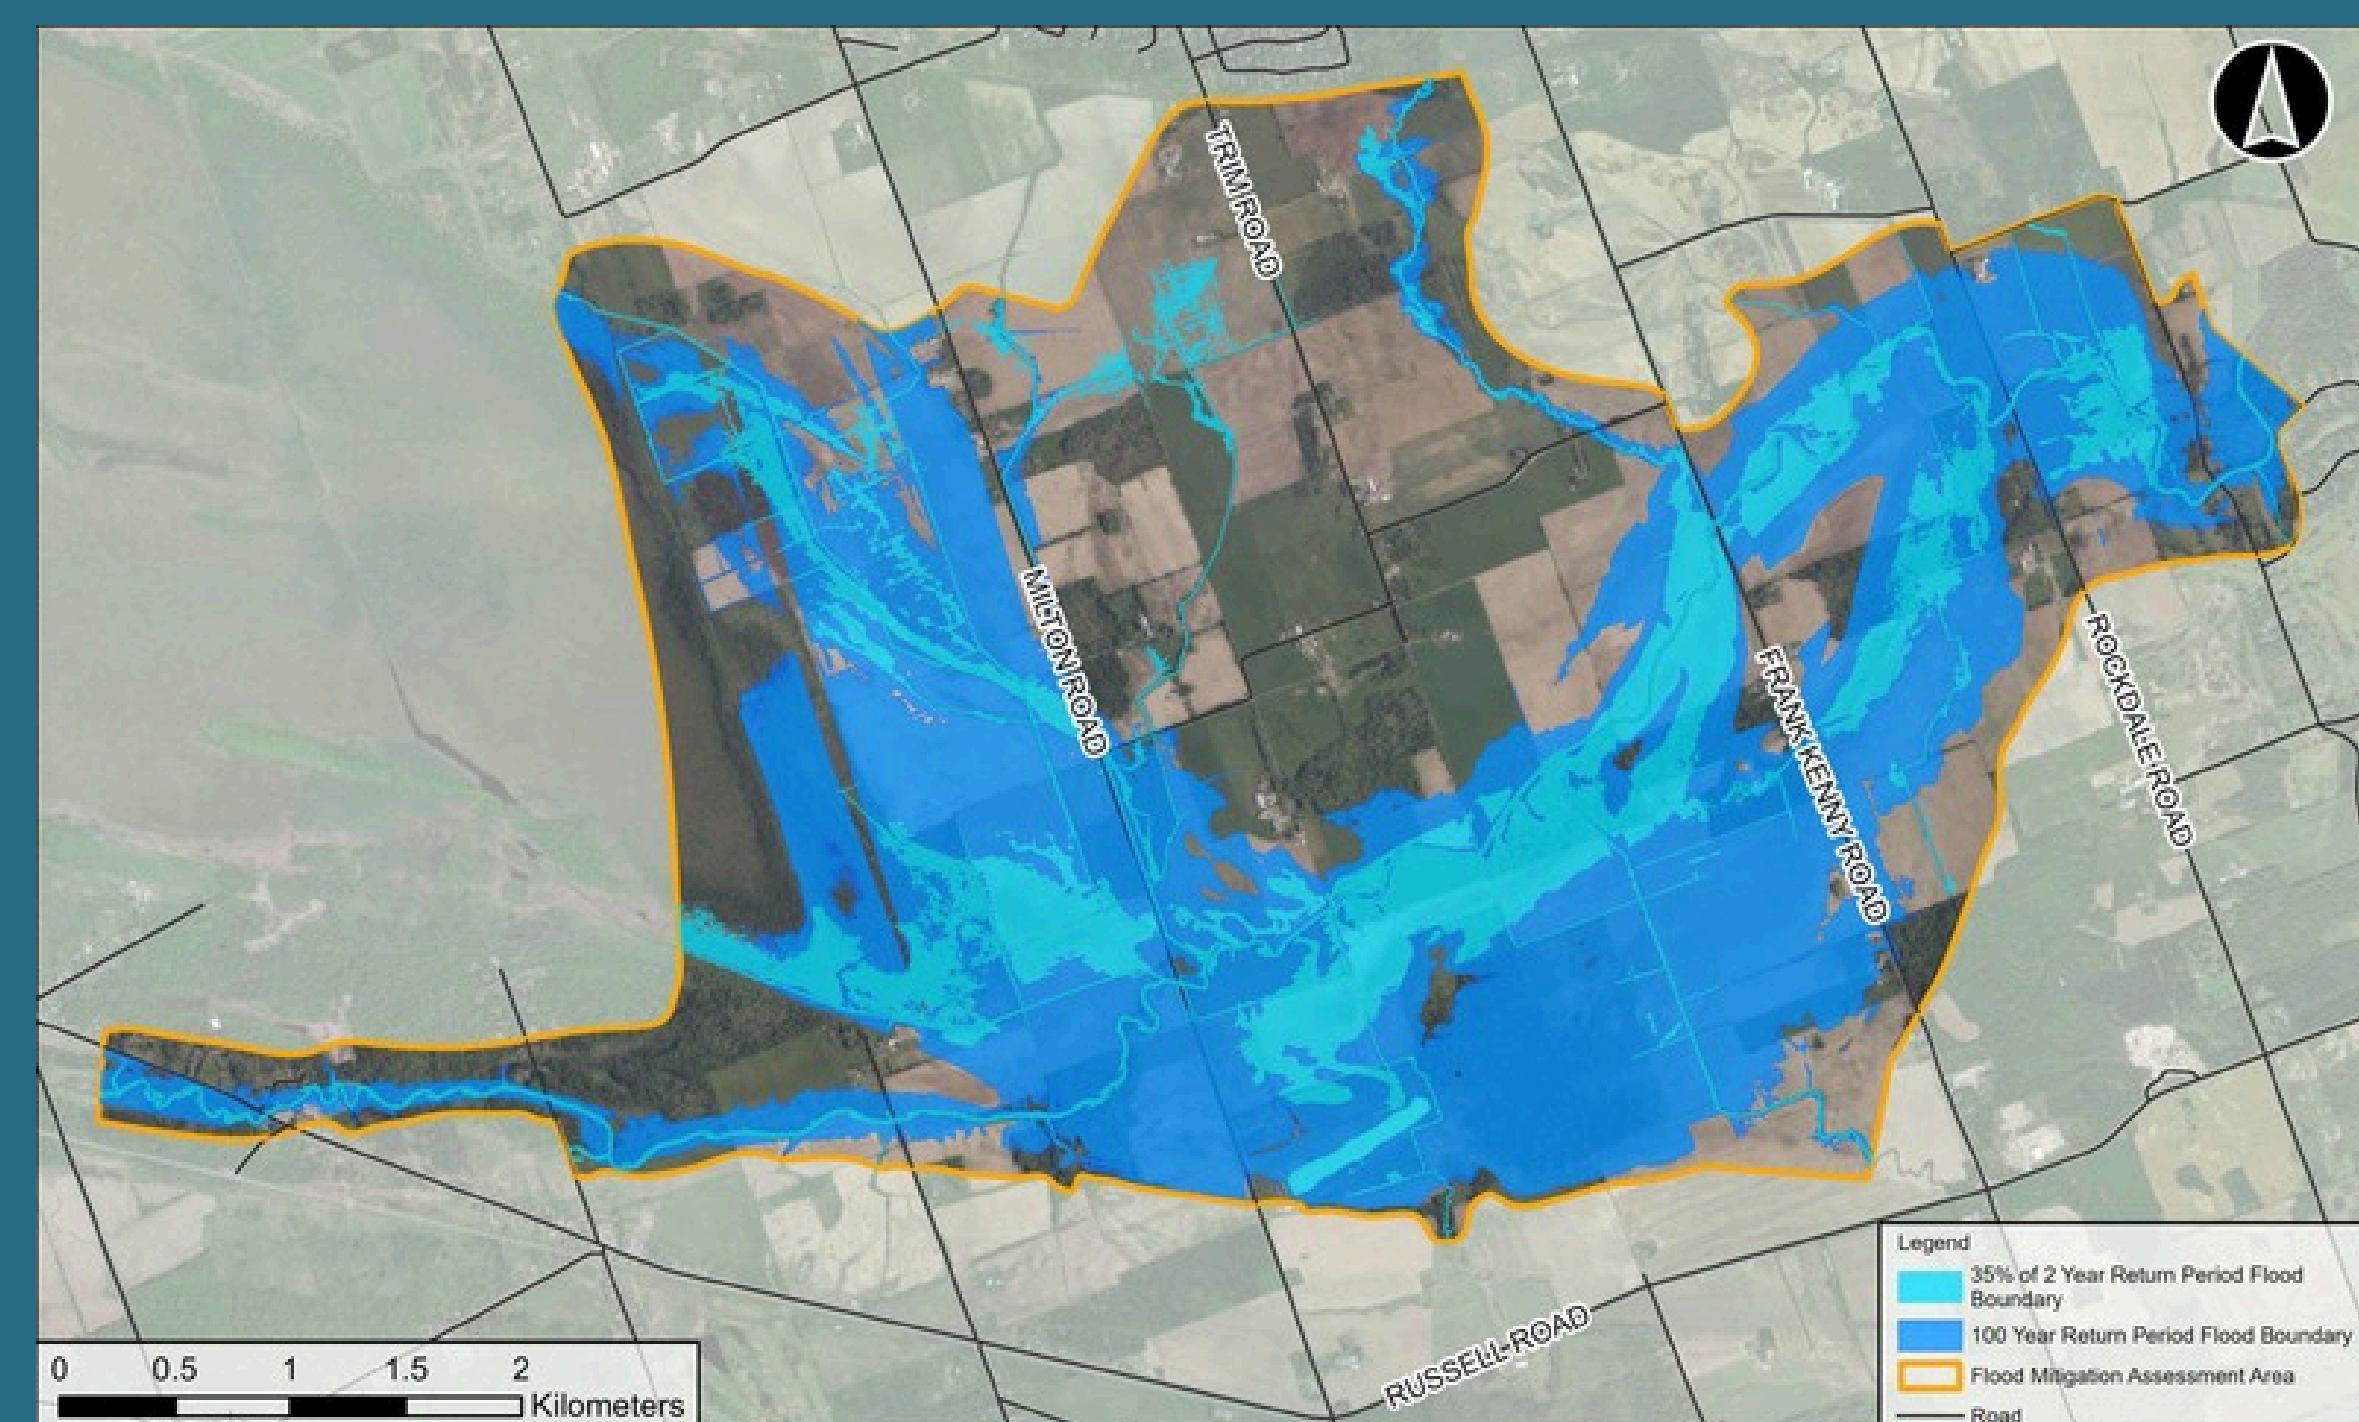 TRIM ROAD
MILTON ROAD
FRANK KENNY ROAD
ROCKDALE ROAD
RUSSELL ROAD
Legend
35% of 2 Year Return Period Flood
Boundary
100 Year Return Period Flood Boundary
Flood Mitigation Assessment Area
Road
0 0.5 1 1.5 2
Kilometers